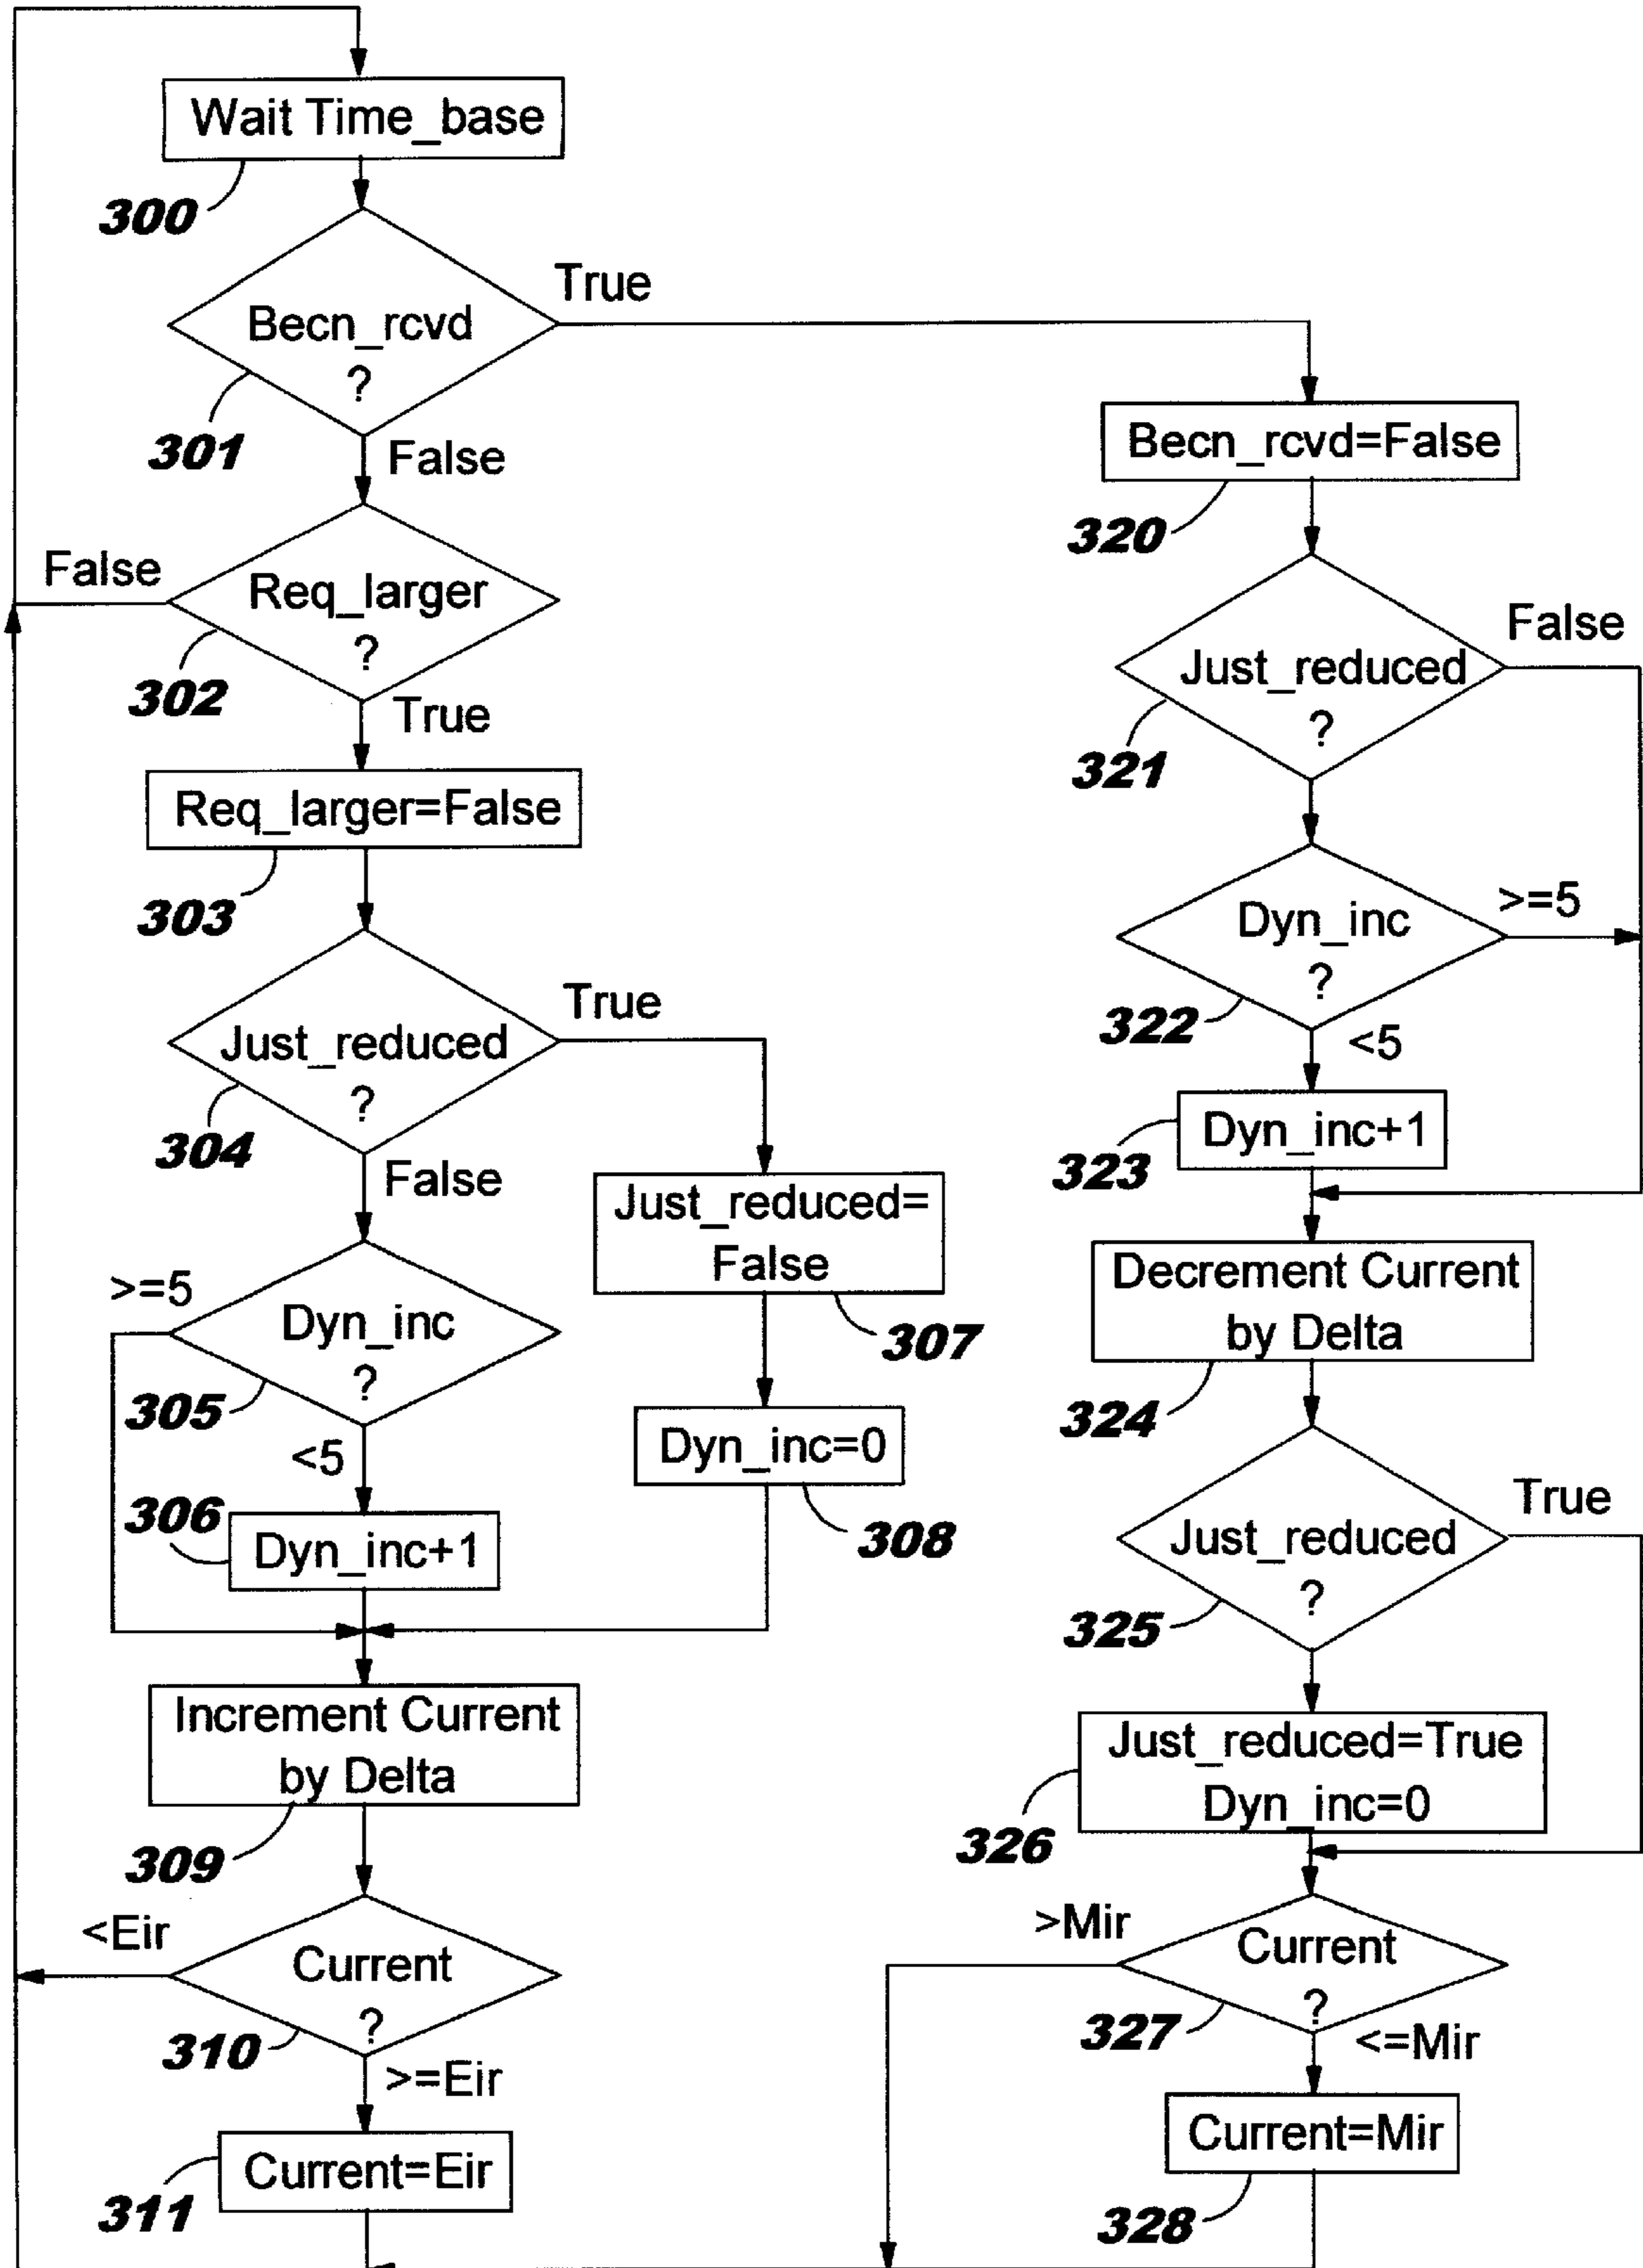 Wait Time_base
300
Becn_rcvd
?
True
301
False
Req_larger
?
False
302
True
Req_larger=False
303
Just_reduced
?
True
304
False
Just_reduced=
False
307
Dyn_inc
?
>=5
305
<5
Dyn_inc=0
308
306
Dyn_inc+1
Increment Current
by Delta
309
Current
?
<Eir
310
>=Eir
Current=Eir
311
Becn_rcvd=False
320
Just_reduced
?
False
321
Dyn_inc
?
>=5
322
<5
Dyn_inc+1
323
Decrement Current
by Delta
324
Just_reduced
?
True
325
Just_reduced=True
Dyn_inc=0
326
Current
?
>Mir
327
<=Mir
Current=Mir
328